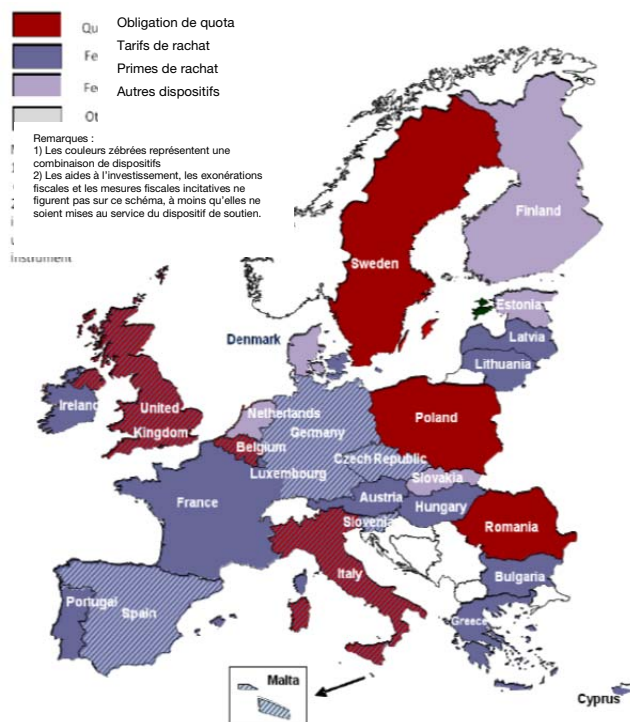 Qu Obligation de quota
Fe Tarifs de rachat
Primes de rachat
Fe Autres dispositifs
Ot
Remarques :
1) Les couleurs zébrées représentent une
combinaison de dispositifs
2) Les aides à l'investissement, les exonérations
fiscales et les mesures fiscales incitatives ne
figurent pas sur ce schéma, à moins qu'elles ne
soient mises au service du dispositif de soutien.
instrument
Finland
Sweden
Estonia
Denmark
Latvia
Lithuania
Ireland
United
Kingdom
Netherlands
Germany
Poland
Belgium
Czech Republic
Luxembourg
Slovakia
France
Austria
Hungary
Slovenia
Romania
Italy
Bulgaria
Portugal
Spain
Greece
Malta
Cyprus